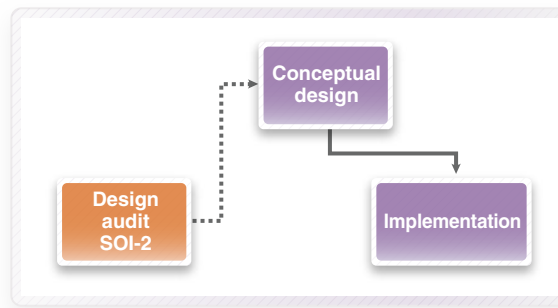 Conceptual
design
Design
audit
SOI-2
Implementation